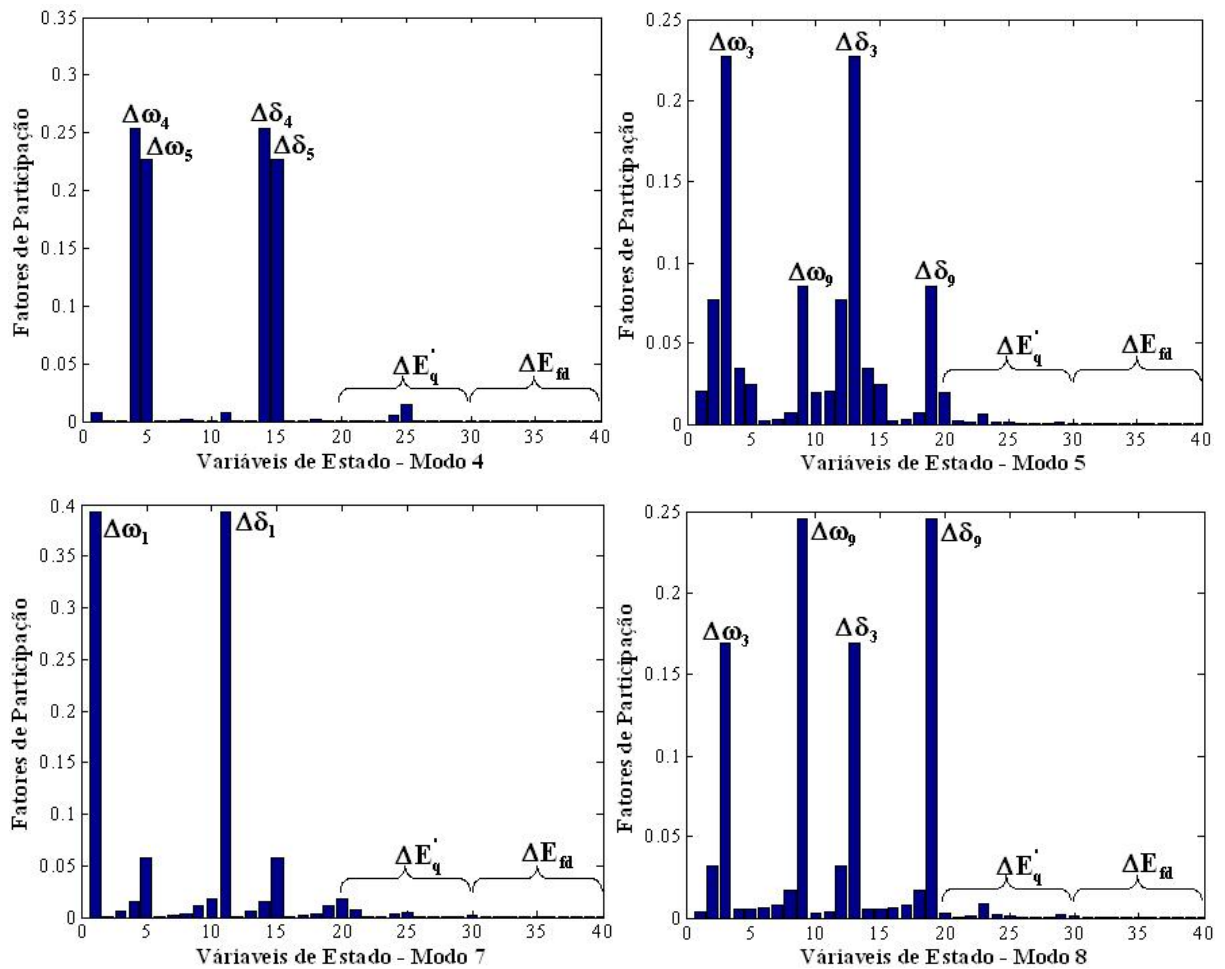 0.35
0.3
0.25
0.2
0.15
0.1
0.05
0
Fatores de Participação
Δω₄
Δω₅
Δδ₄
Δδ₅
ΔE'q
ΔEfd
0 5 10 15 20 25 30 35 40
Variáveis de Estado - Modo 4
0.25
0.2
0.15
0.1
0.05
0
Fatores de Participação
Δω₃
Δδ₃
Δω₉
Δδ₉
ΔE'q
ΔEfd
0 5 10 15 20 25 30 35 40
Variáveis de Estado - Modo 5
0.4
0.35
0.3
0.25
0.2
0.15
0.1
0.05
0
Fatores de Participação
Δω₁
Δδ₁
ΔE'q
ΔEfd
0 5 10 15 20 25 30 35 40
Váriaveis de Estado - Modo 7
0.25
0.2
0.15
0.1
0.05
0
Fatores de Participação
Δω₉
Δδ₉
Δω₃
Δδ₃
ΔE'q
ΔEfd
0 5 10 15 20 25 30 35 40
Váriaveis de Estado - Modo 8